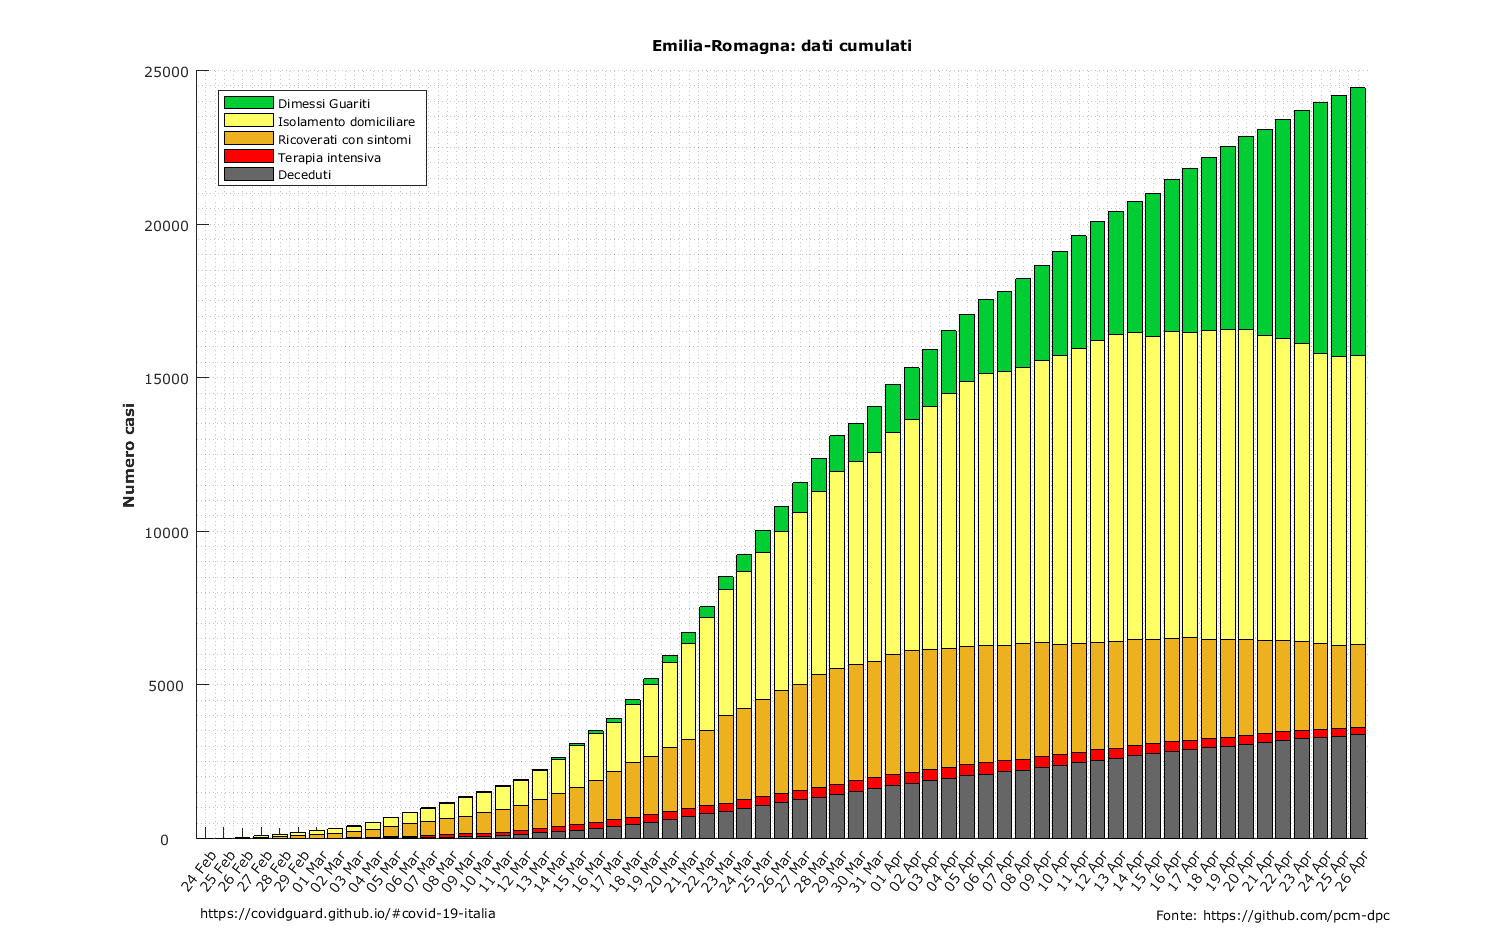 Emilia-Romagna: dati cumulati
25000
20000
15000
10000
5000
0
Numero casi
Dimessi Guariti
Isolamento domiciliare
Ricoverati con sintomi
Terapia intensiva
Deceduti
24 Feb
25 Feb
26 Feb
27 Feb
28 Feb
29 Feb
01 Mar
02 Mar
03 Mar
04 Mar
05 Mar
06 Mar
07 Mar
08 Mar
09 Mar
10 Mar
11 Mar
12 Mar
13 Mar
14 Mar
15 Mar
16 Mar
17 Mar
18 Mar
19 Mar
20 Mar
21 Mar
22 Mar
23 Mar
24 Mar
25 Mar
26 Mar
27 Mar
28 Mar
29 Mar
30 Mar
31 Mar
01 Apr
02 Apr
03 Apr
04 Apr
05 Apr
06 Apr
07 Apr
08 Apr
09 Apr
10 Apr
11 Apr
12 Apr
13 Apr
14 Apr
15 Apr
16 Apr
17 Apr
18 Apr
19 Apr
20 Apr
21 Apr
22 Apr
23 Apr
24 Apr
25 Apr
26 Apr
https://covidguard.github.io/#covid-19-italia
Fonte: https://github.com/pcm-dpc